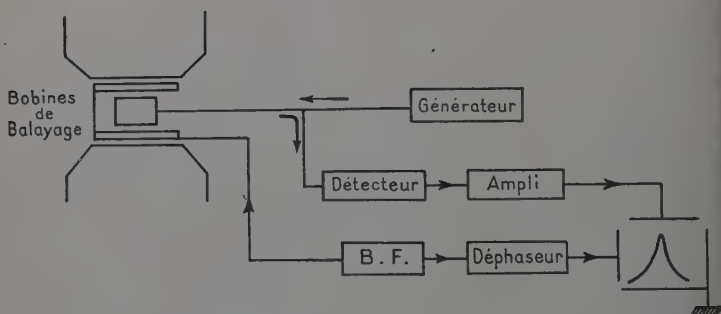 Bobines
de
Balayage
Générateur
Détecteur
Ampli
B. F.
Déphaseur